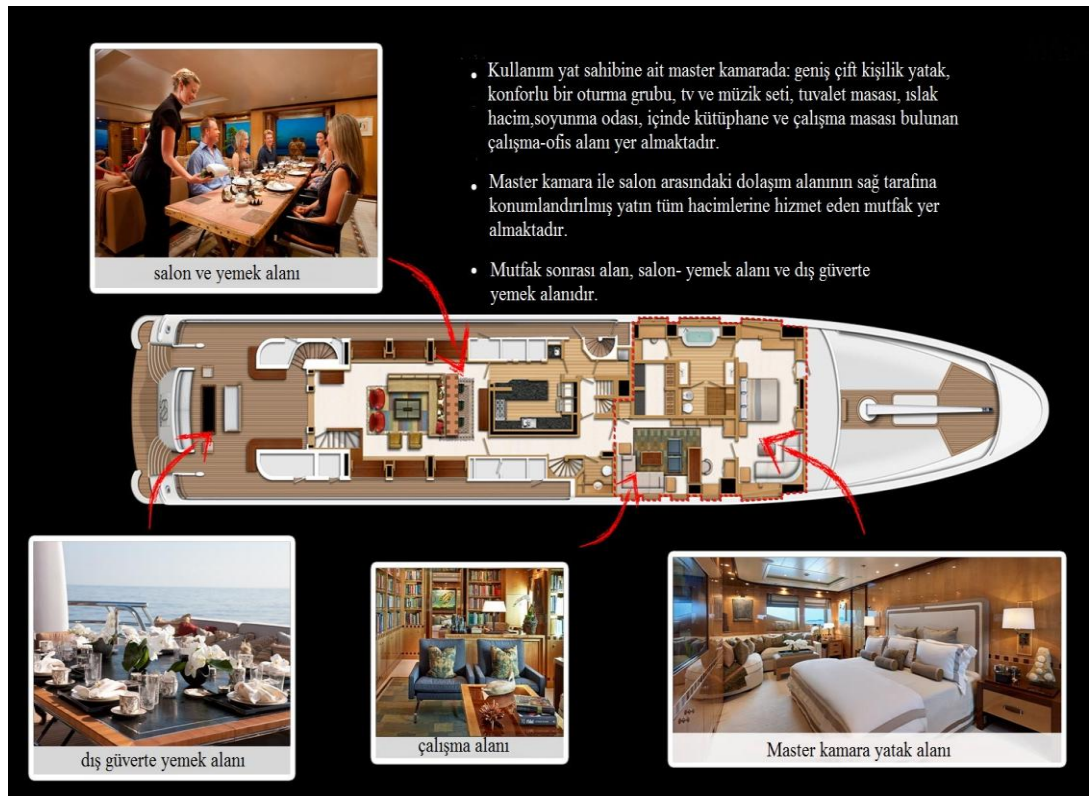 Kullanım yat sahibine ait master kamarada: geniş çift kişilik yatak,
konforlu bir oturma grubu, tv ve müzik seti, tuvalet masası, ıslak
hacim,soyunma odası, içinde kütüphane ve çalışma masası bulunan
çalışma-ofis alanı yer almaktadır.
Master kamara ile salon arasındaki dolaşım alanının sağ tarafına
konumlandırılmış yatın tüm hacimlerine hizmet eden mutfak yer
almaktadır.
Mutfak sonrası alan, salon- yemek alanı ve dış güverte
yemek alanıdır.
salon ve yemek alanı
dış güverte yemek alanı
çalışma alanı
Master kamara yatak alanı